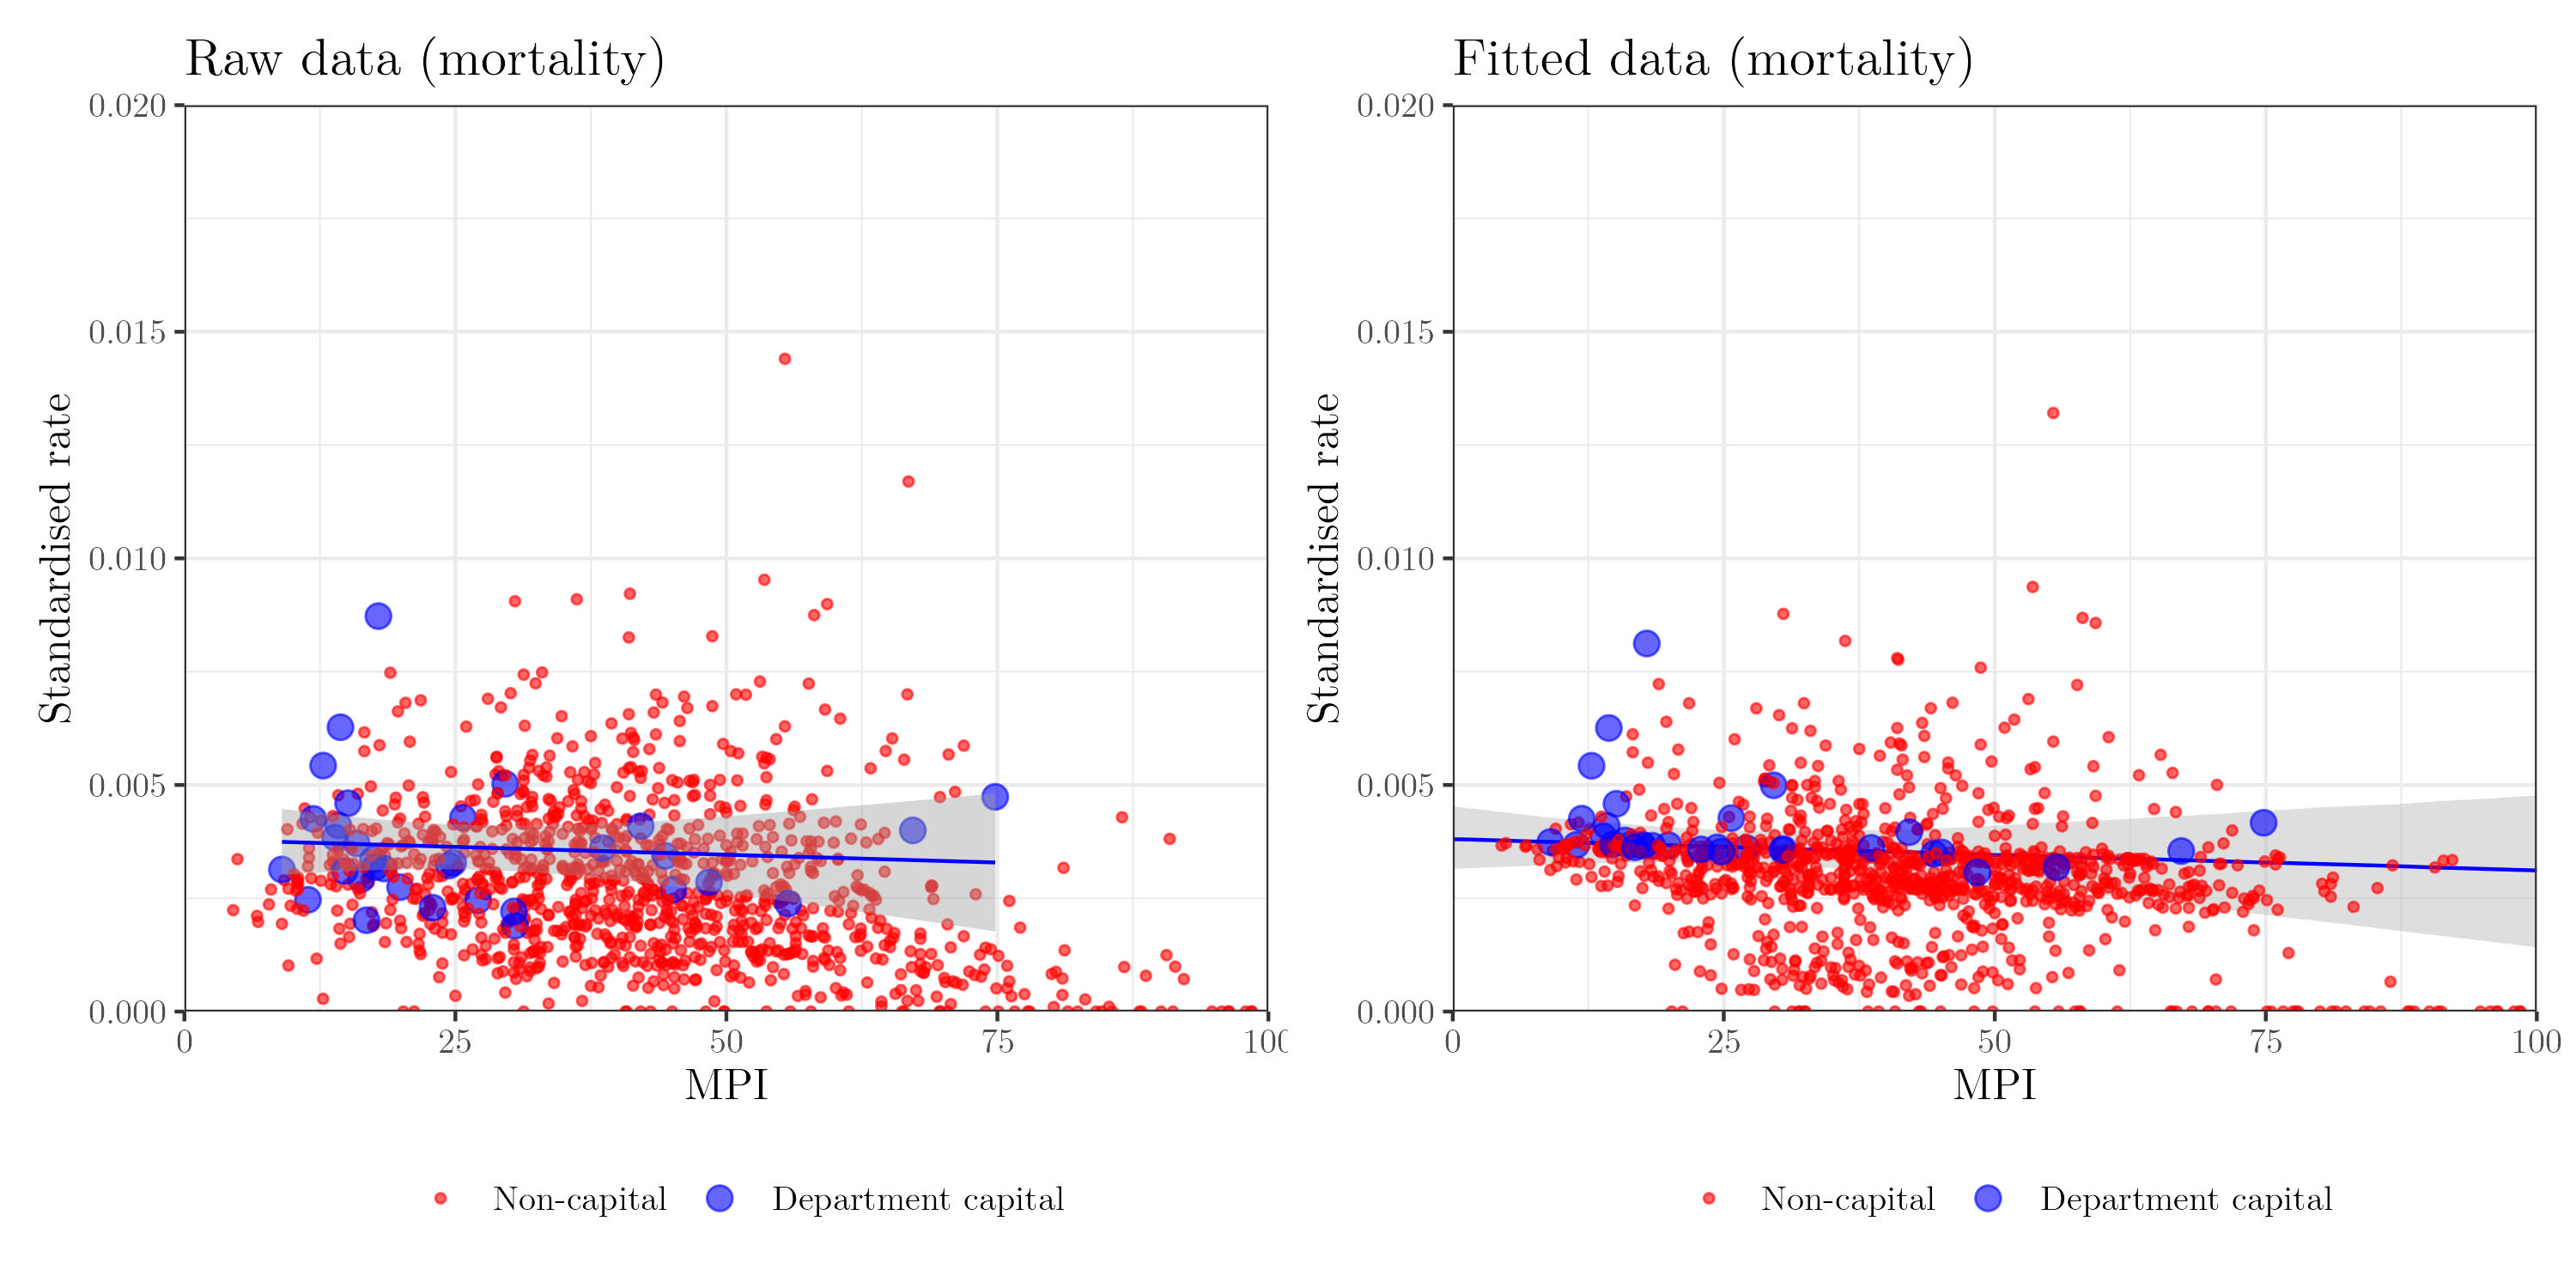 Raw data (mortality)
Standardised rate
0.020
0.015
0.010
0.005
0.000
0 25 50 75 100
MPI
Non-capital Department capital
Fitted data (mortality)
Standardised rate
0.020
0.015
0.010
0.005
0.000
0 25 50 75 100
MPI
Non-capital Department capital